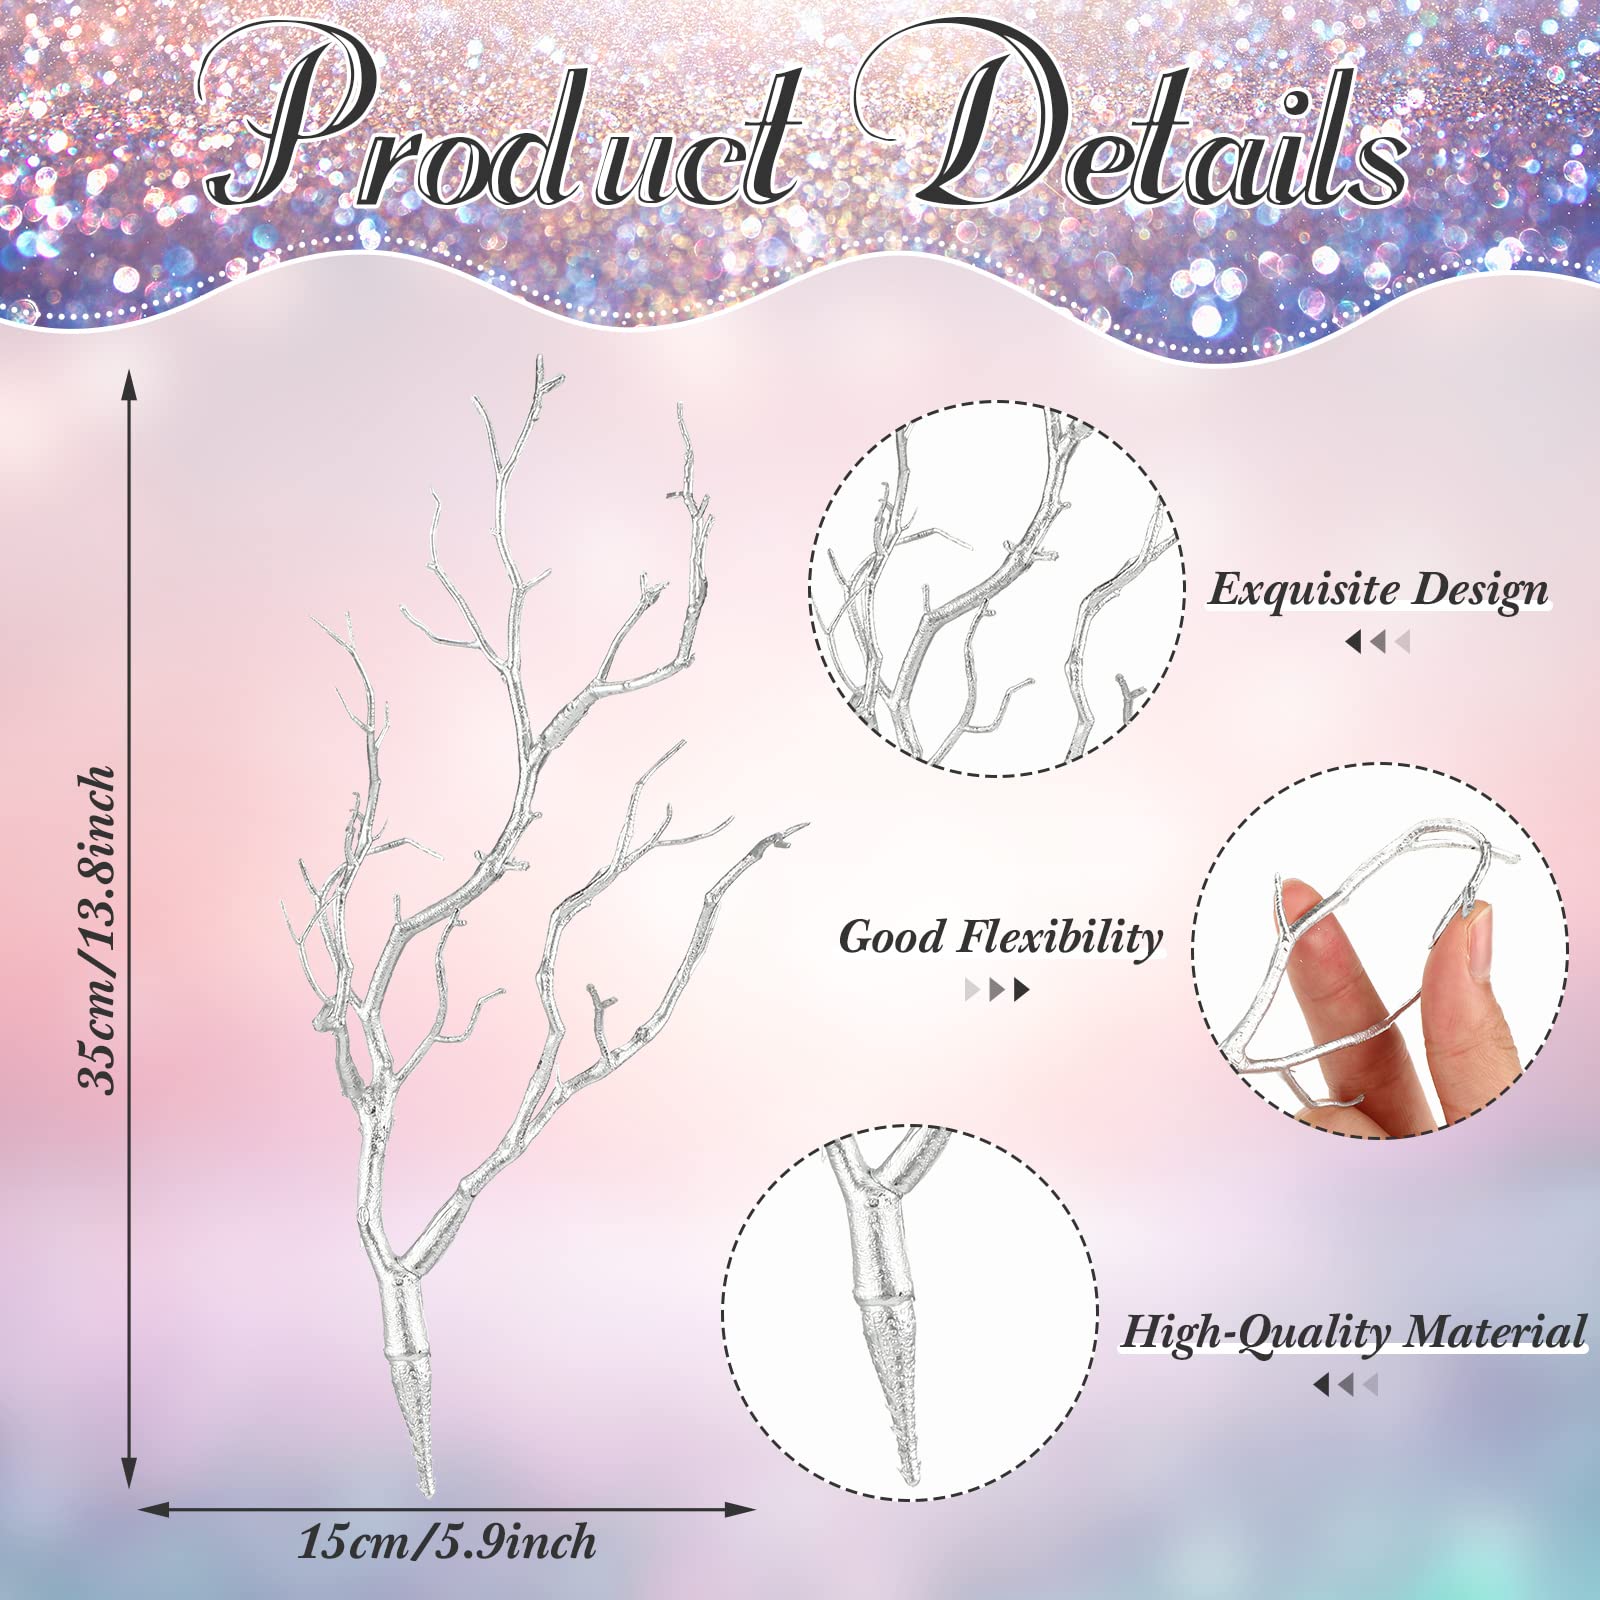 Product Details
Exquisite Design
35cm/13.8inch
Good Flexibility
High-Quality Material
15cm/5.9inch